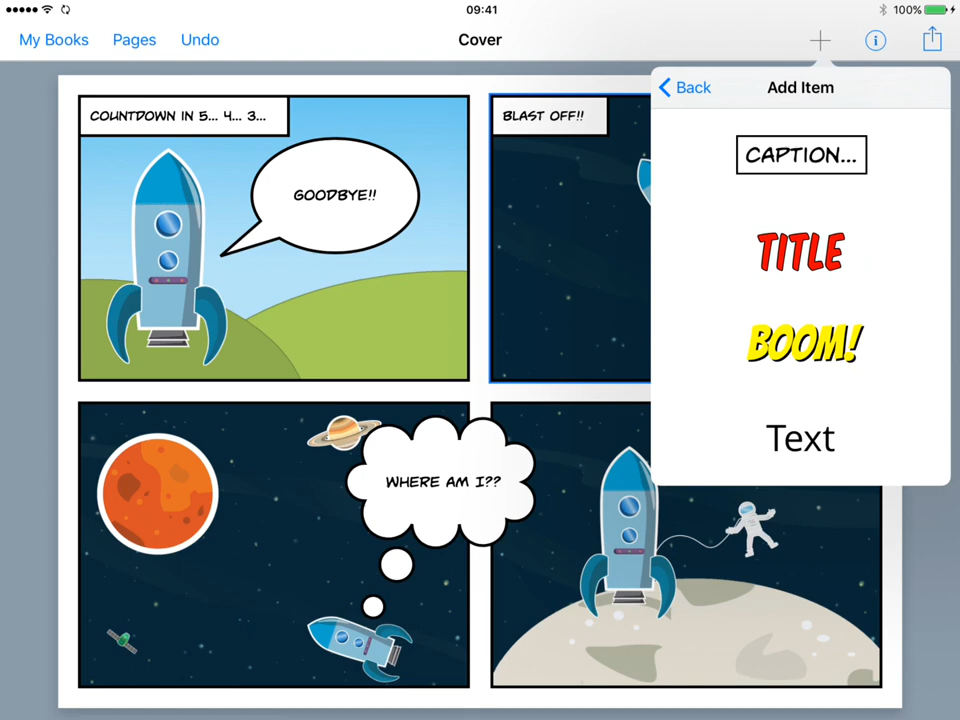 09:41
100%
My Books
Pages
Undo
Cover
Back
Add Item
CAPTION...
TITLE
BOOM!
Text
COUNTDOWN IN 5... 4... 3...
GOODBYE!!
BLAST OFF!!
WHERE AM I??